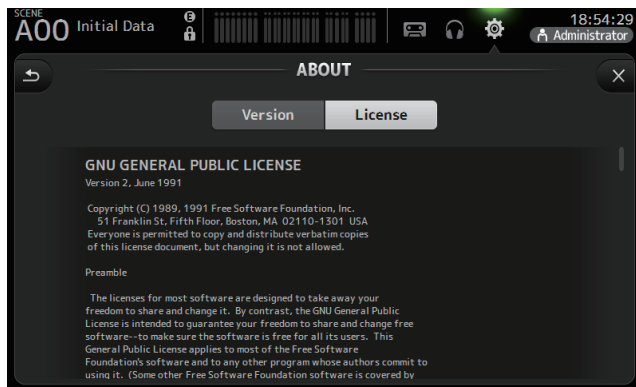 SCENE
A00 Initial Data
E
18:54:29
Administrator
ABOUT
Version
License
GNU GENERAL PUBLIC LICENSE
Version 2, June 1991
Copyright (C) 1989, 1991 Free Software Foundation, Inc.
51 Franklin St, Fifth Floor, Boston, MA 02110-1301 USA
Everyone is permitted to copy and distribute verbatim copies
of this license document, but changing it is not allowed.
Preamble
The licenses for most software are designed to take away your
freedom to share and change it. By contrast, the GNU General Public
License is intended to guarantee your freedom to share and change free
software--to make sure the software is free for all its users. This
General Public License applies to most of the Free Software
Foundation's software and to any other program whose authors commit to
using it. (Some other Free Software Foundation software is covered by